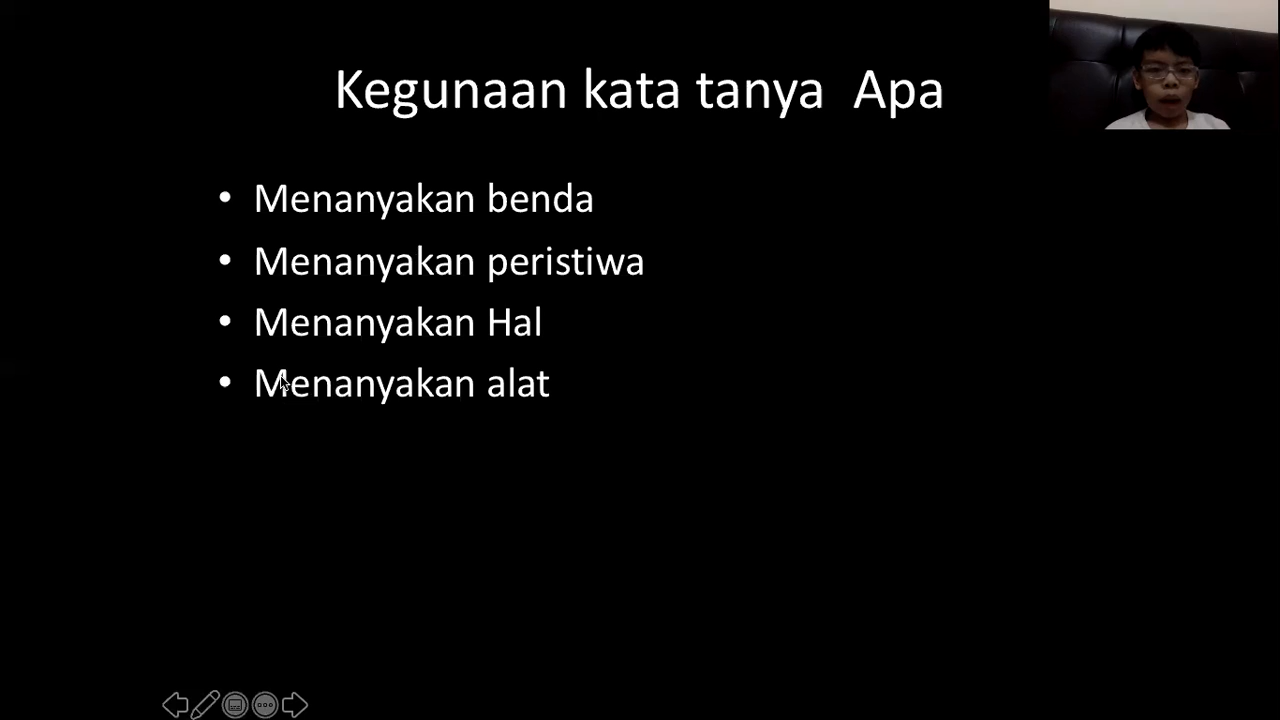 Kegunaan kata tanya  Apa
• Menanyakan benda
• Menanyakan peristiwa
• Menanyakan Hal
• Menanyakan alat